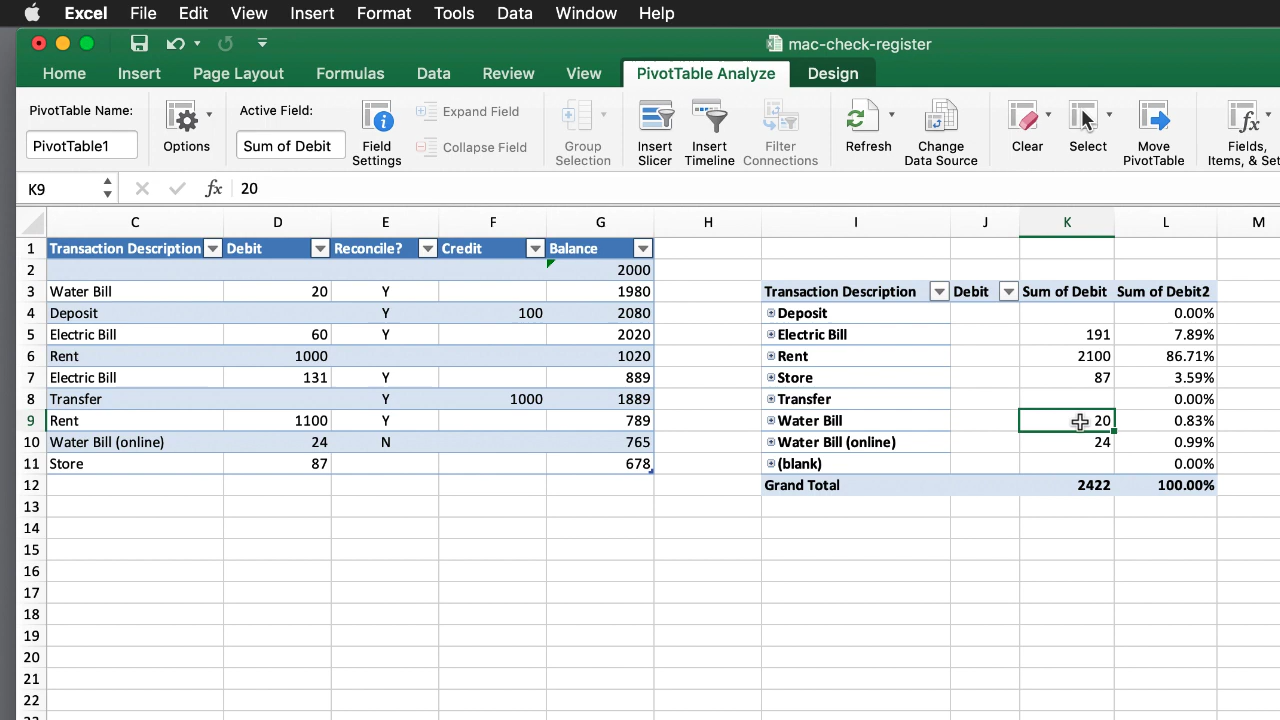 Excel File Edit View Insert Format Tools Data Window Help
mac-check-register
Home Insert Page Layout Formulas Data Review View PivotTable Analyze Design
PivotTable Name: Active Field: Expand Field
PivotTable1 Options Sum of Debit Field Settings Collapse Field Group Selection Insert Slicer Insert Timeline Filter Connections Refresh Change Data Source Clear Select Move PivotTable Fields, Items, & Set
K9 fx 20
C D E F G H I J K L M
1 Transaction Description Debit Reconcile? Credit Balance
2 2000
3 Water Bill 20 Y 1980 Transaction Description Debit Sum of Debit Sum of Debit2
4 Deposit Y 100 2080 Deposit 0.00%
5 Electric Bill 60 Y 2020 Electric Bill 191 7.89%
6 Rent 1000 1020 Rent 2100 86.71%
7 Electric Bill 131 Y 889 Store 87 3.59%
8 Transfer Y 1000 1889 Transfer 0.00%
9 Rent 1100 Y 789 Water Bill 20 0.83%
10 Water Bill (online) 24 N 765 Water Bill (online) 24 0.99%
11 Store 87 678 (blank) 0.00%
12 Grand Total 2422 100.00%
13
14
15
16
17
18
19
20
21
22